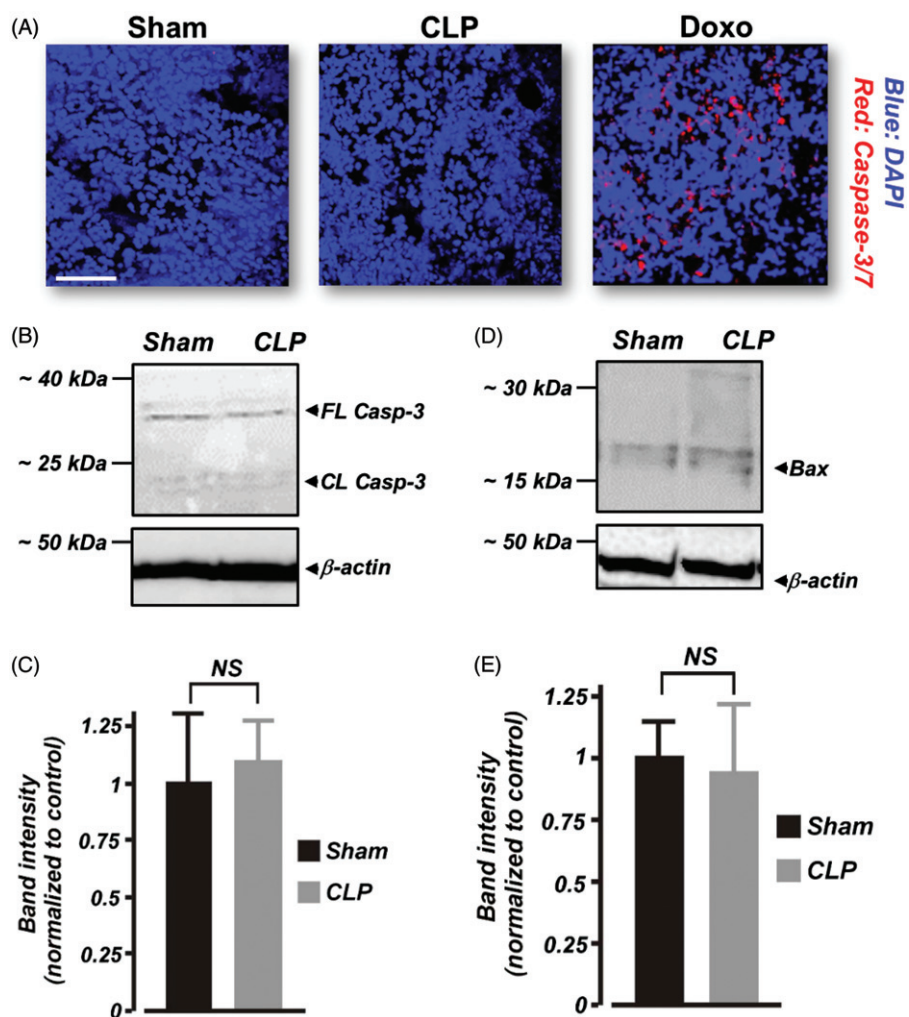 (A)
Sham
CLP
Doxo
Blue: DAPI
Red: Caspase-3/7
(B)
Sham CLP
~ 40 kDa
FL Casp-3
~ 25 kDa
CL Casp-3
~ 50 kDa
β-actin
(D)
Sham CLP
~ 30 kDa
Bax
~ 15 kDa
~ 50 kDa
β-actin
(C)
NS
Band intensity
(normalized to control)
1.25
1
0.75
0.5
0.25
0
Sham
CLP
(E)
NS
Band intensity
(normalized to control)
1.25
1
0.75
0.5
0.25
0
Sham
CLP